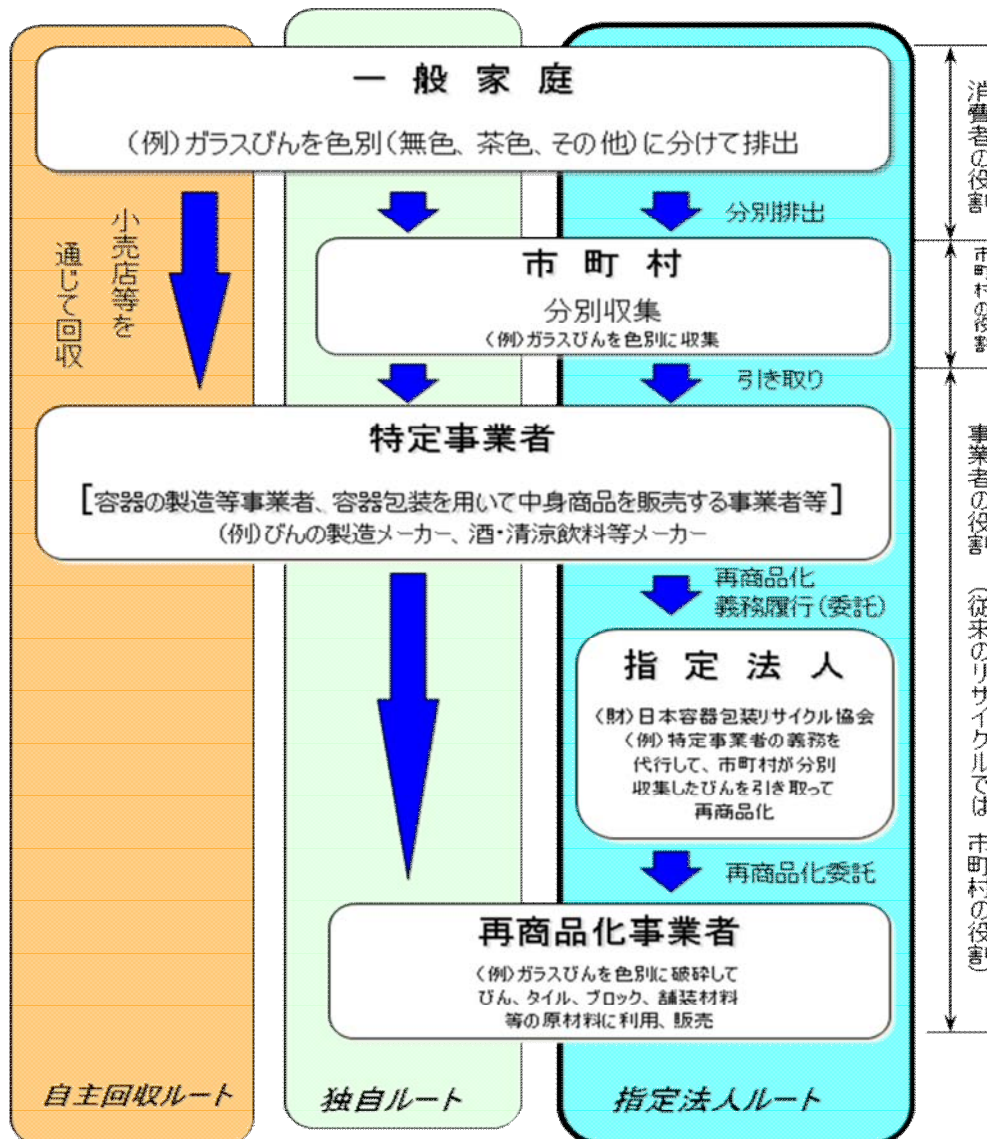 一般家庭
(例)ガラスびんを色別(無色、茶色、その他)に分けて排出
小売店等を
通じて回収
分別排出
市町村
分別収集
(例)ガラスびんを色別に収集
引き取り
特定事業者
[容器の製造等事業者、容器包装を用いて中身商品を販売する事業者等]
(例)びんの製造メーカー、酒・清涼飲料等メーカー
再商品化
義務履行(委託)
指定法人
(財)日本容器包装リサイクル協会
(例)特定事業者の義務を
代行して、市町村が分別
収集したびんを引き取って
再商品化
再商品化委託
再商品化事業者
(例)ガラスびんを色別に破砕して
びん、タイル、ブロック、舗装材料
等の原材料に利用、販売
自主回収ルート
独自ルート
指定法人ルート
消費者の役割
市町村の役割
事業者の役割 (従来のリサイクルでは 市町村の役割)